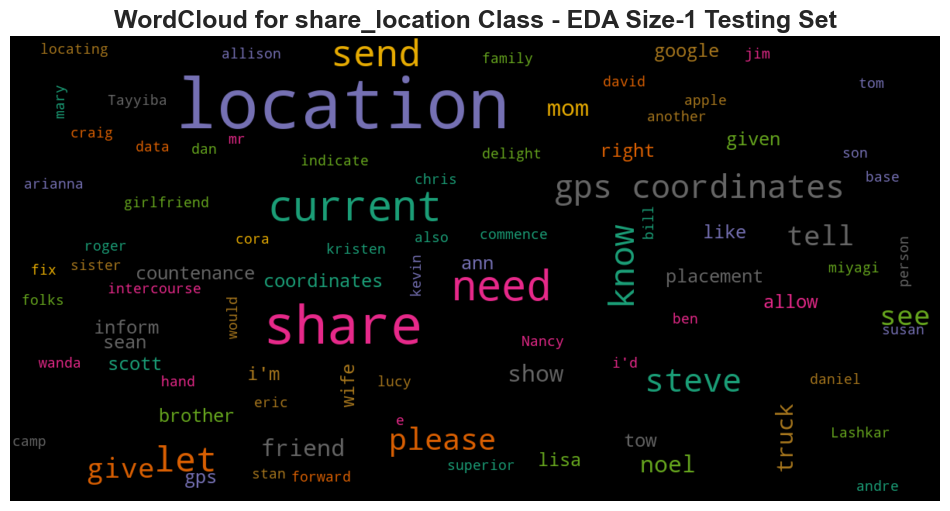 WordCloud for share_location Class - EDA Size-1 Testing Set
locating allison send family google jim
location david tom
mary Tayyiba mom apple another
craig data dan mr indicate delight right given son
arianna chris gps coordinates base
girlfriend current
roger cora kristen also commence know bill like tell person
fix sister countenance coordinates kevin ann need placement miyagi
folks intercourse would share allow see
inform sean Nancy ben susan
wanda scott i'm wife lucy show i'd steve daniel
hand eric
brother e truck
camp friend please tow Lashkar
give let gps stan forward superior lisa noel
andre